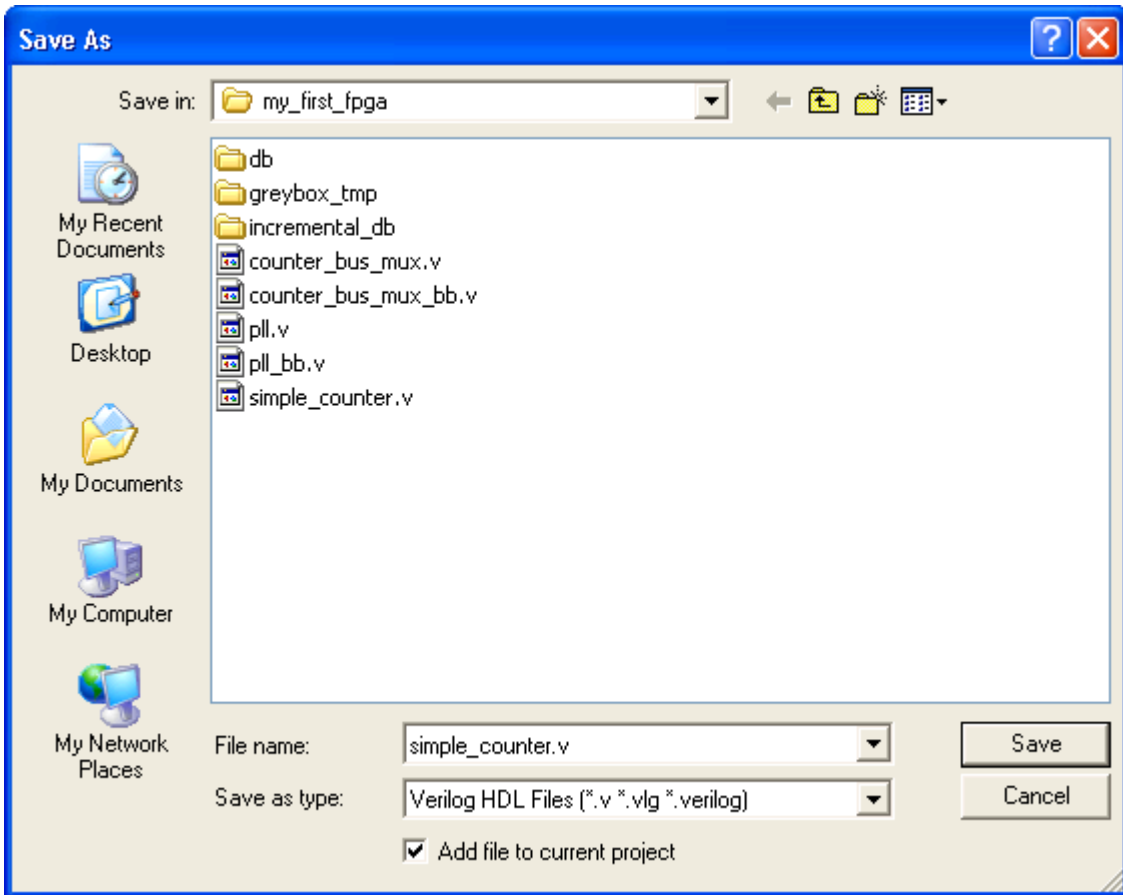 Save As
Save in:
my_first_fpga
My Recent
Documents
Desktop
My Documents
My Computer
My Network
Places
db
greybox_tmp
incremental_db
counter_bus_mux.v
counter_bus_mux_bb.v
pll.v
pll_bb.v
simple_counter.v
File name:
simple_counter.v
Save
Save as type:
Verilog HDL Files (*.v *.vlg *.verilog)
Cancel
Add file to current project